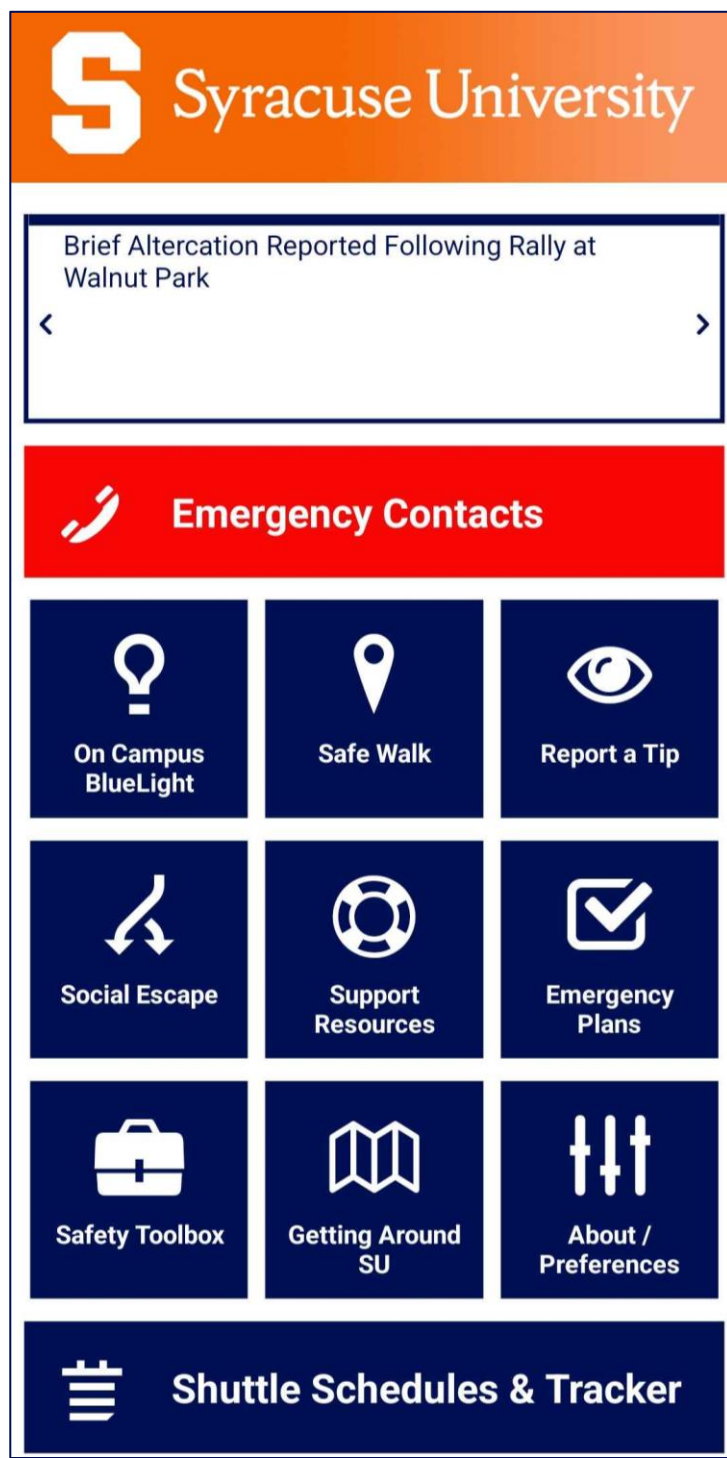 S Syracuse University
Brief Altercation Reported Following Rally at
Walnut Park
Emergency Contacts
On Campus
BlueLight
Safe Walk
Report a Tip
Social Escape
Support
Resources
Emergency
Plans
Safety Toolbox
Getting Around
SU
About /
Preferences
Shuttle Schedules & Tracker